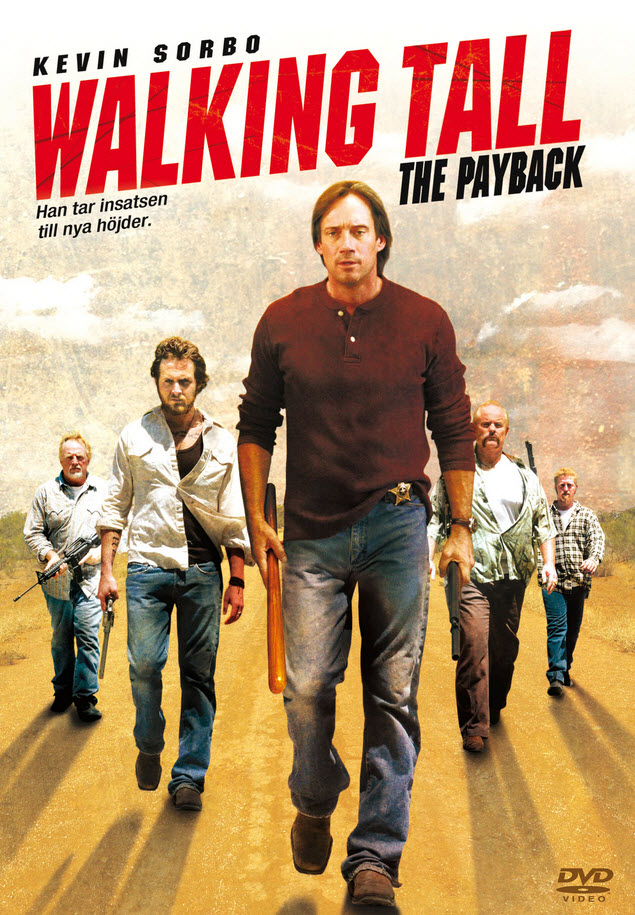 KEVIN SORBO
WALKING TALL
THE PAYBACK
Han tar insatsen
till nya höjder.
DVD
VIDEO